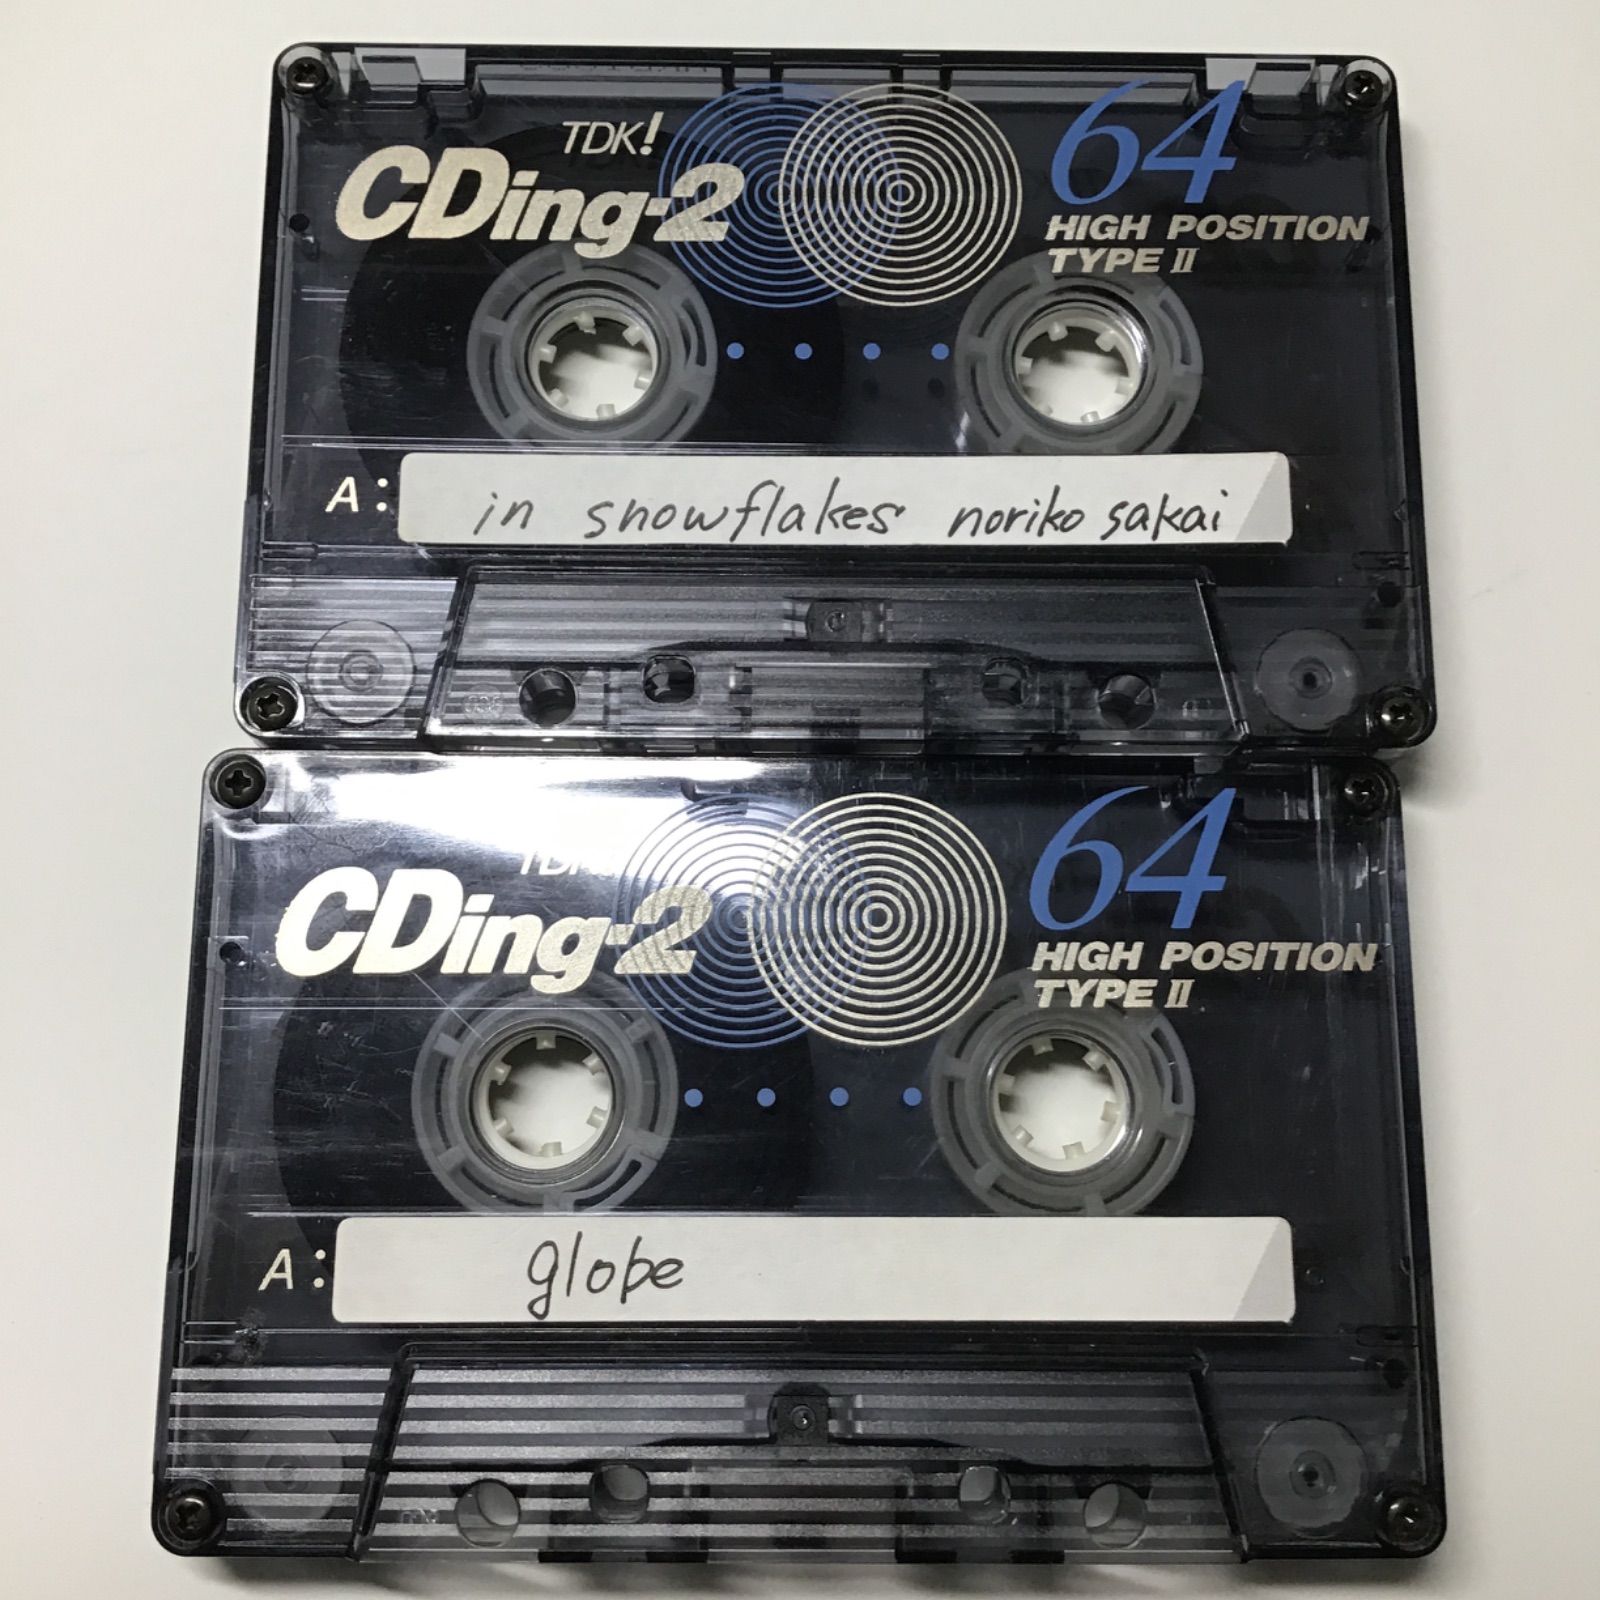 TDK!
CDing-2
64
HIGH POSITION
TYPE II
A: in snowflakes noriko sakai
TDK!
CDing-2
64
HIGH POSITION
TYPE II
A: globe